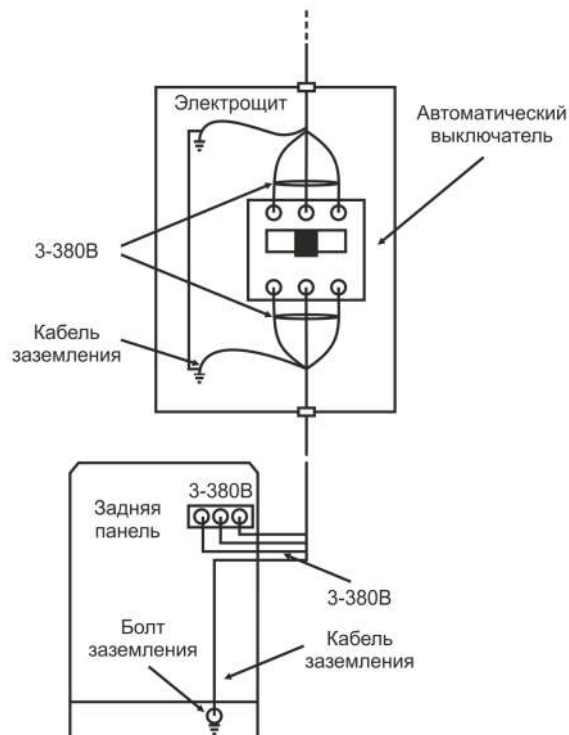 Электрощит
Автоматический
выключатель
3-380В
Кабель
заземления
3-380В
Задняя
панель
3-380В
Болт
заземления
Кабель
заземления